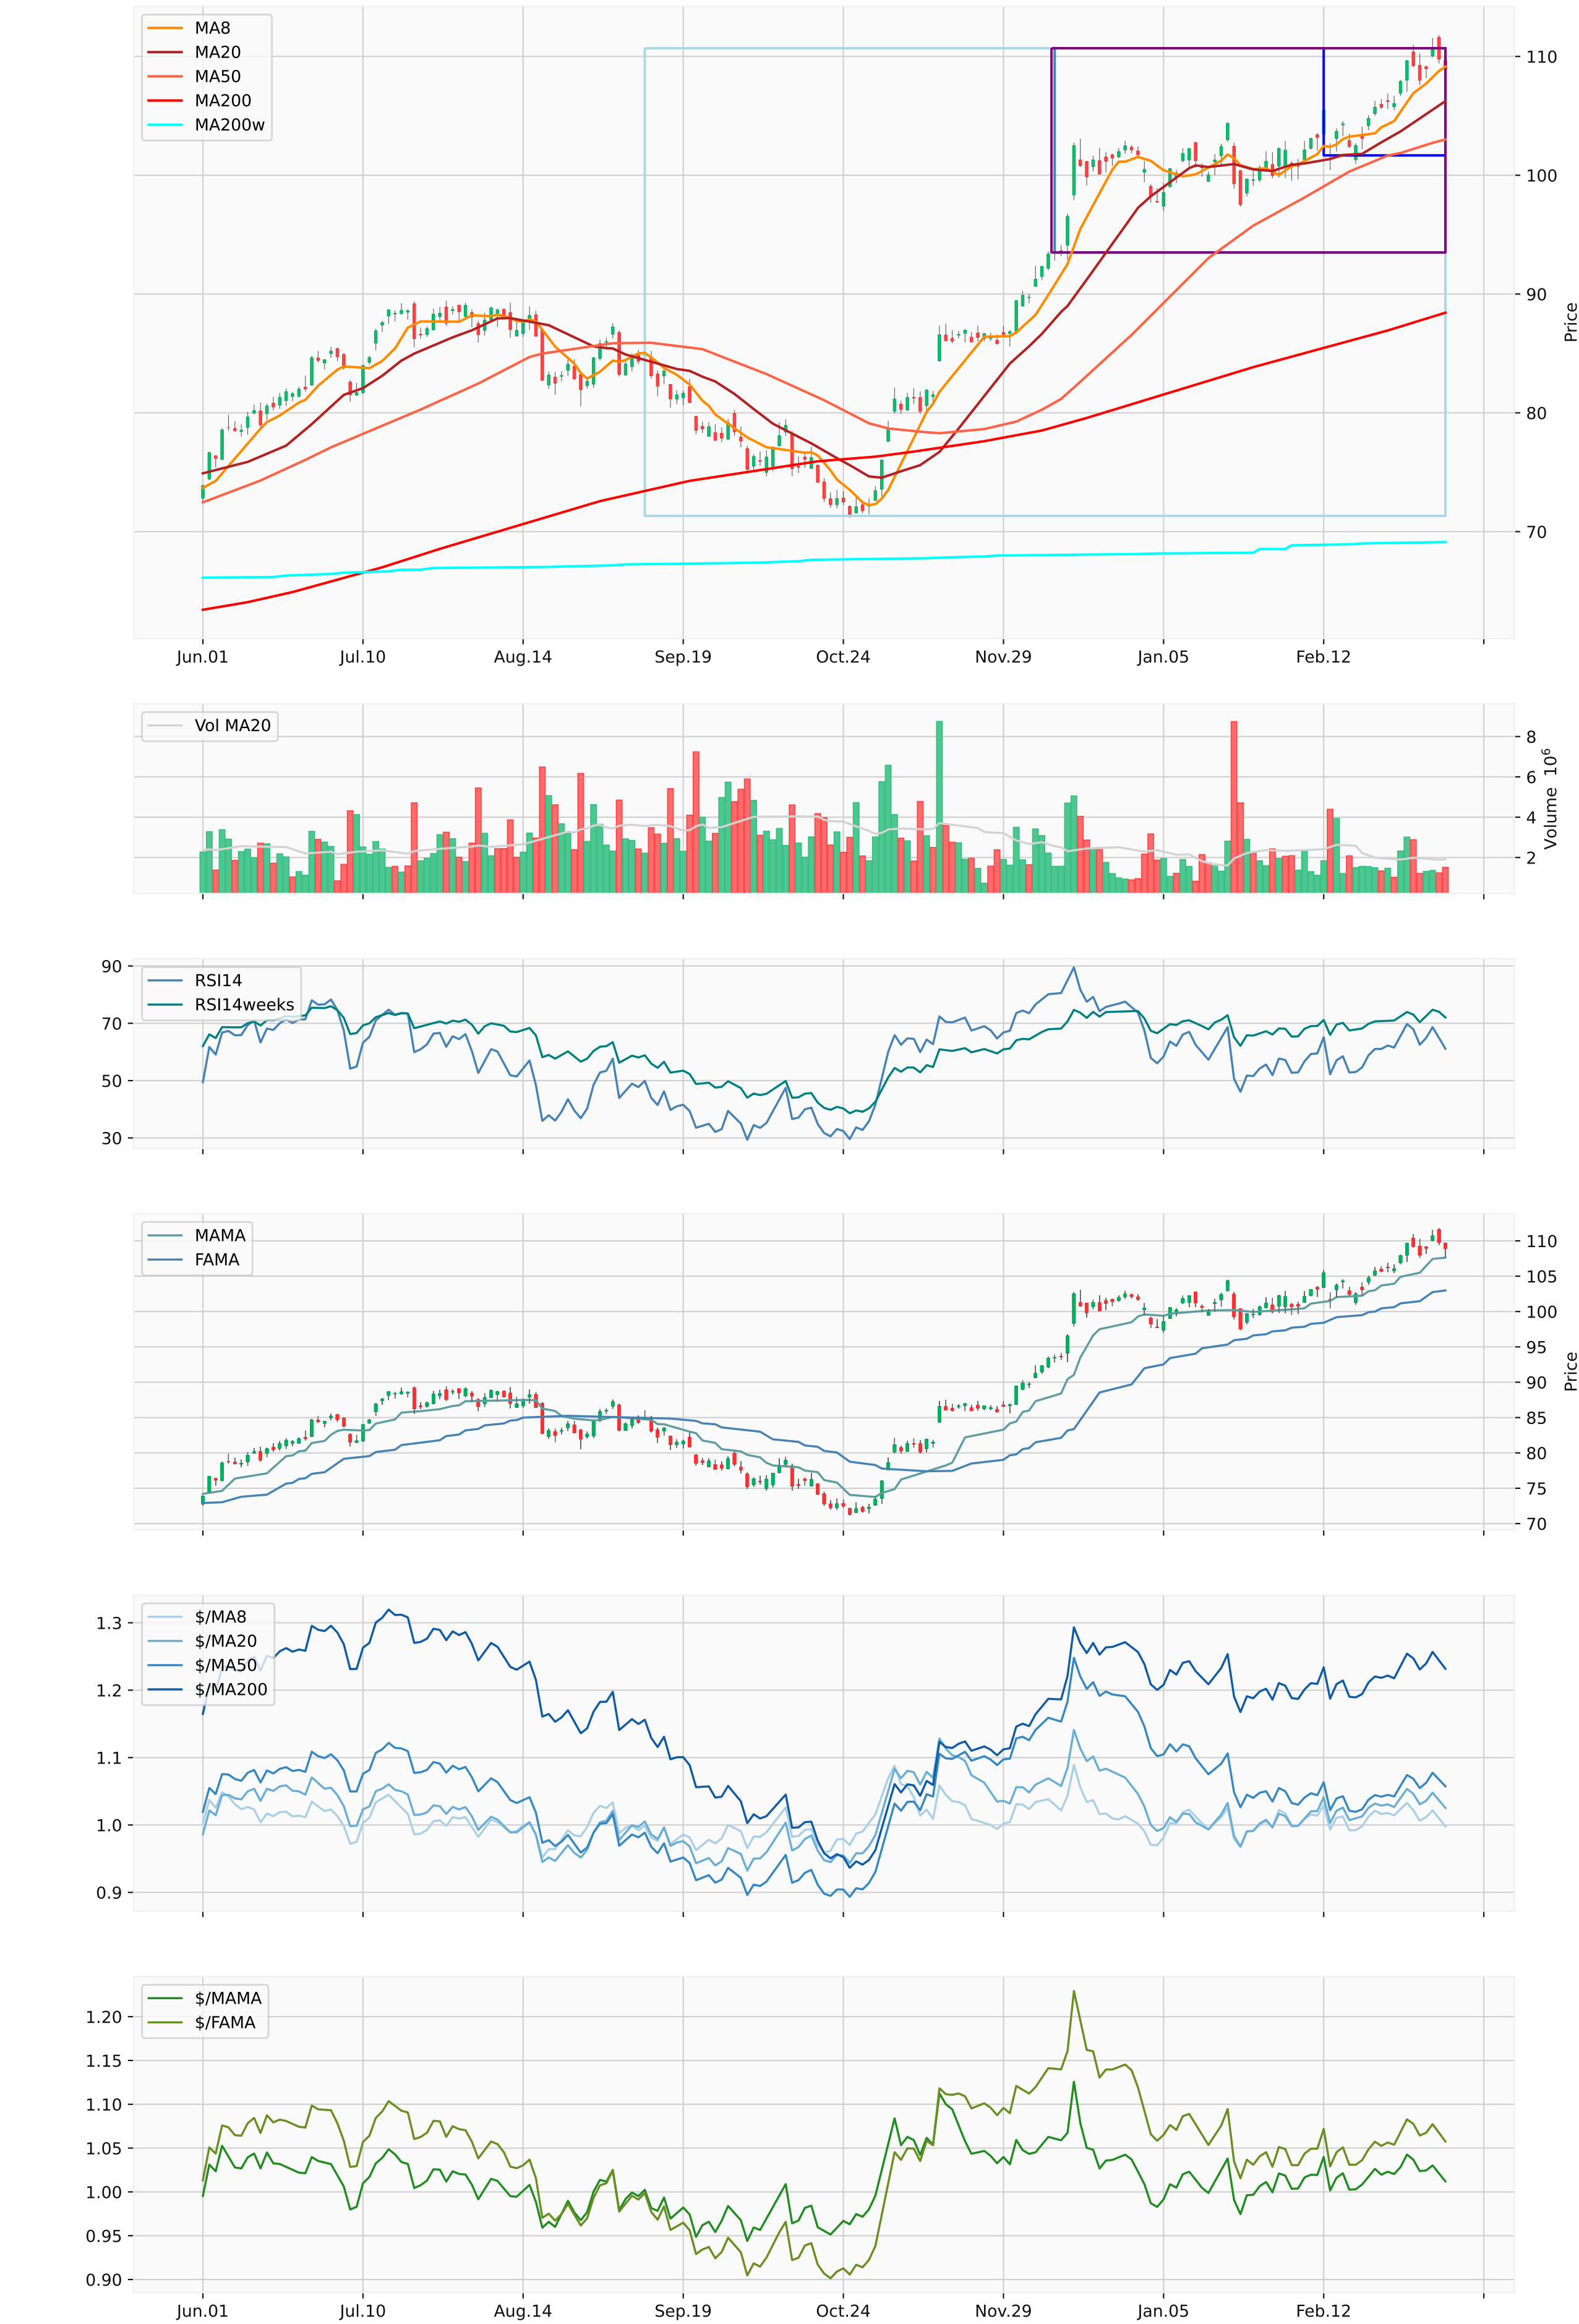 MA8
MA20
MA50
MA200
MA200w
110
100
90
80
70
Price
Jun.01 Jul.10 Aug.14 Sep.19 Oct.24 Nov.29 Jan.05 Feb.12
Vol MA20
8
6
4
2
Volume 10⁶
RSI14
RSI14weeks
90
70
50
30
MAMA
FAMA
110
105
100
95
90
85
80
75
70
Price
$/MA8
$/MA20
$/MA50
$/MA200
1.3
1.2
1.1
1.0
0.9
$/MAMA
$/FAMA
1.20
1.15
1.10
1.05
1.00
0.95
0.90
Jun.01 Jul.10 Aug.14 Sep.19 Oct.24 Nov.29 Jan.05 Feb.12